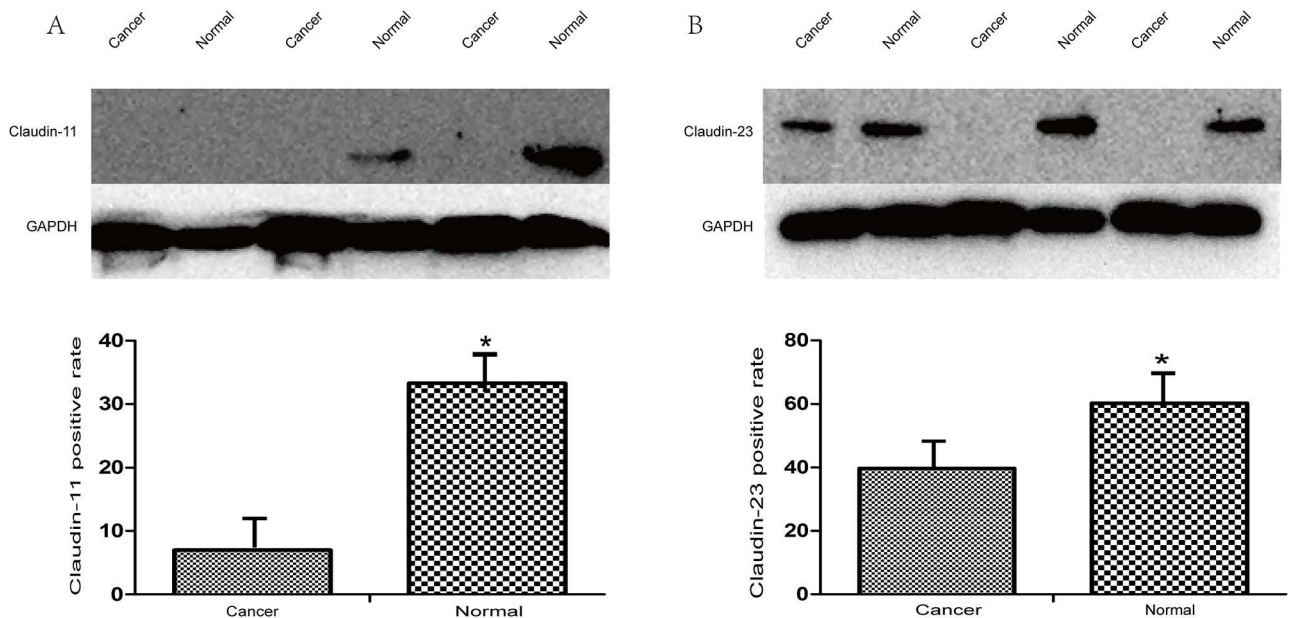 A
Cancer Normal Cancer Normal Cancer Normal
Claudin-11
GAPDH
Claudin-11 positive rate
40
30
20
10
0
*
Cancer Normal
B
Cancer Normal Cancer Normal Cancer Normal
Claudin-23
GAPDH
Claudin-23 positive rate
80
60
40
20
0
*
Cancer Normal